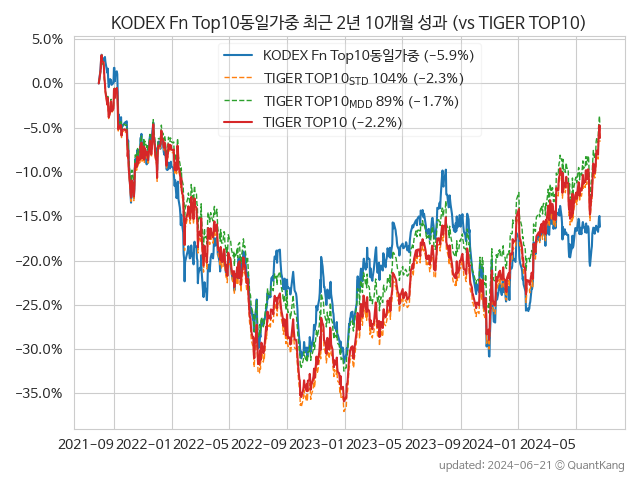 KODEX Fn Top10동일가중 최근 2년 10개월 성과 (vs TIGER TOP10)
5.0%
0.0%
−5.0%
−10.0%
−15.0%
−20.0%
−25.0%
−30.0%
−35.0%
KODEX Fn Top10동일가중 (−5.9%)
TIGER TOP10STD 104% (−2.3%)
TIGER TOP10MDD 89% (−1.7%)
TIGER TOP10 (−2.2%)
2021-09 2022-01 2022-05 2022-09 2023-01 2023-05 2023-09 2024-01 2024-05
updated: 2024-06-21 © QuantKang